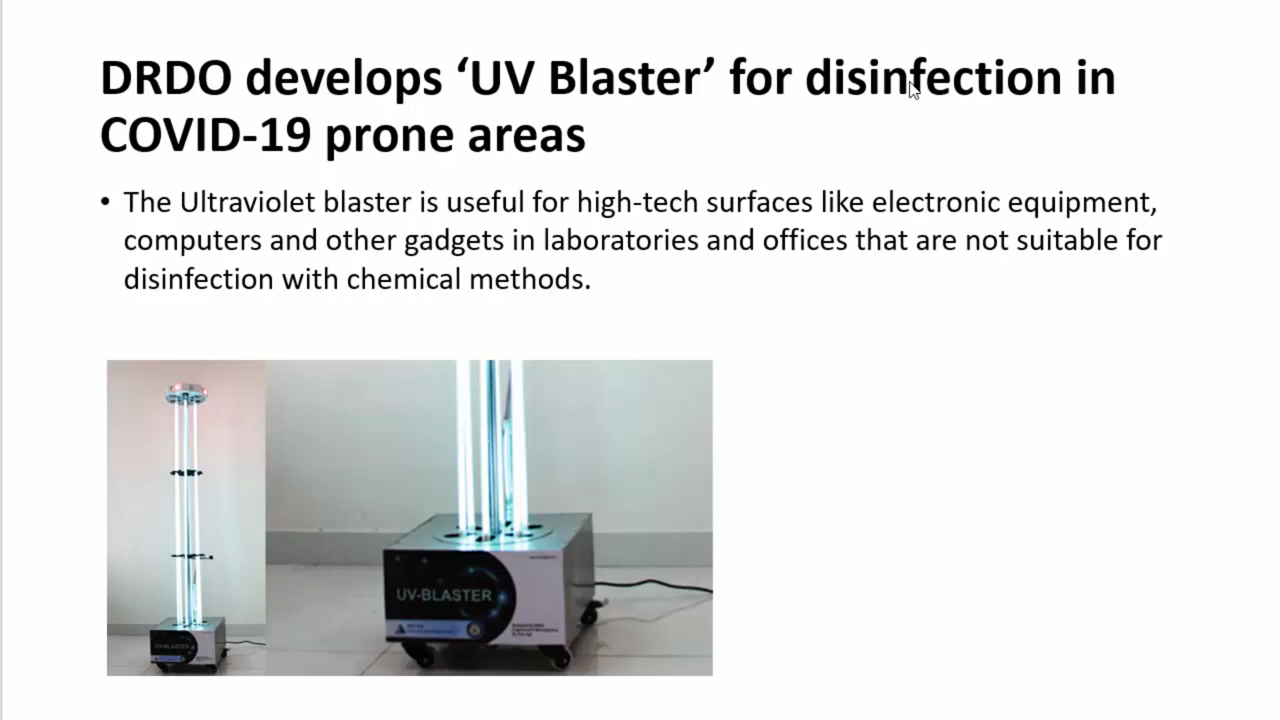 DRDO develops ‘UV Blaster’ for disinfection in
COVID-19 prone areas
• The Ultraviolet blaster is useful for high-tech surfaces like electronic equipment,
computers and other gadgets in laboratories and offices that are not suitable for
disinfection with chemical methods.
UV-BLASTER
UV-BLASTER